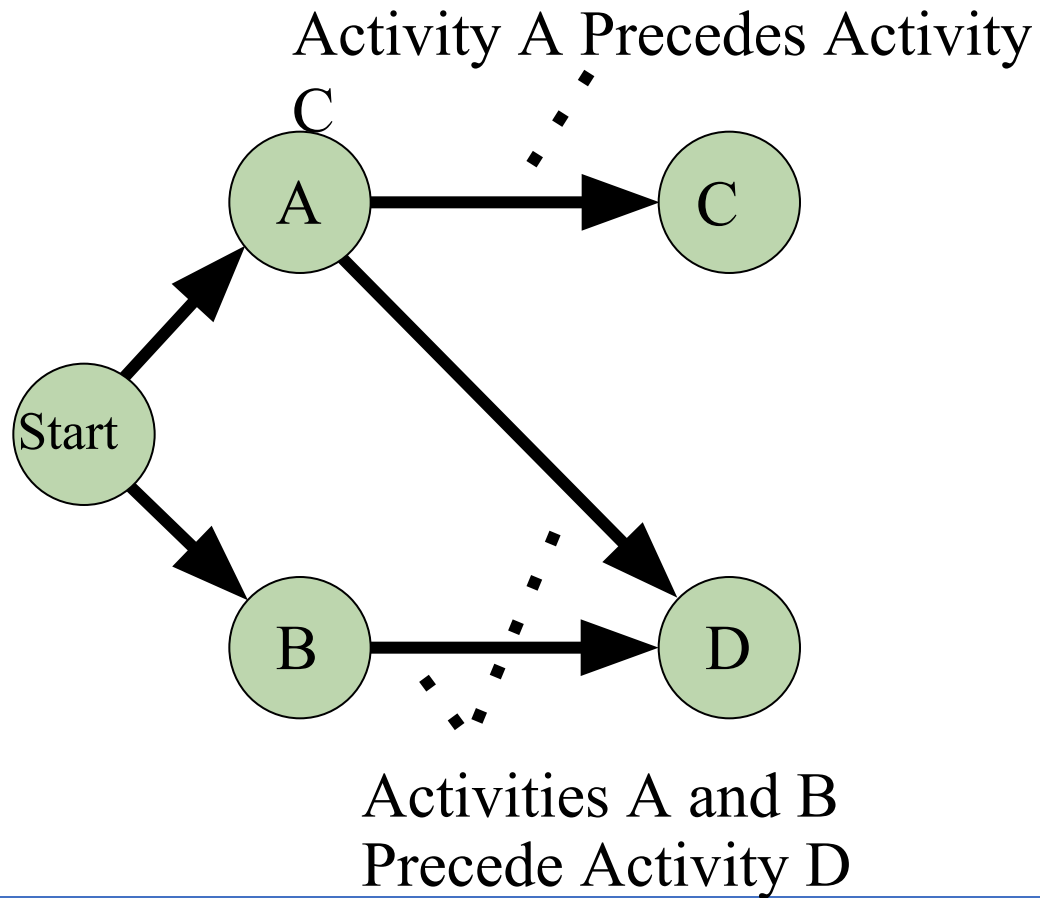 Activity A Precedes Activity
C
A
C
Start
B
D
Activities A and B
Precede Activity D